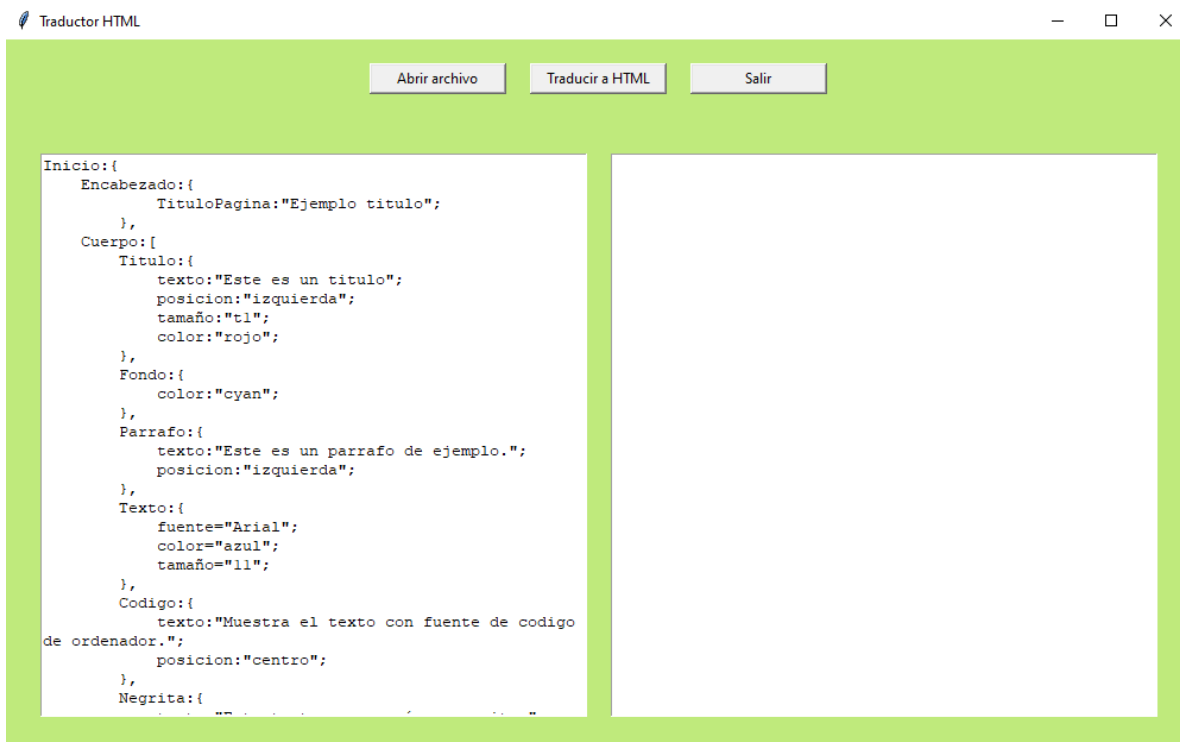 Traductor HTML
Abrir archivo
Traducir a HTML
Salir
Inicio:{
    Encabezado:{
            TituloPagina:"Ejemplo titulo";
        },
    Cuerpo:[
        Titulo:{
            texto:"Este es un titulo";
            posicion:"izquierda";
            tamaño:"t1";
            color:"rojo";
        },
        Fondo:{
            color:"cyan";
        },
        Parrafo:{
            texto:"Este es un parrafo de ejemplo.";
            posicion:"izquierda";
        },
        Texto:{
            fuente="Arial";
            color="azul";
            tamaño="11";
        },
        Codigo:{
            texto:"Muestra el texto con fuente de codigo
de ordenador.";
            posicion:"centro";
        },
        Negrita:{